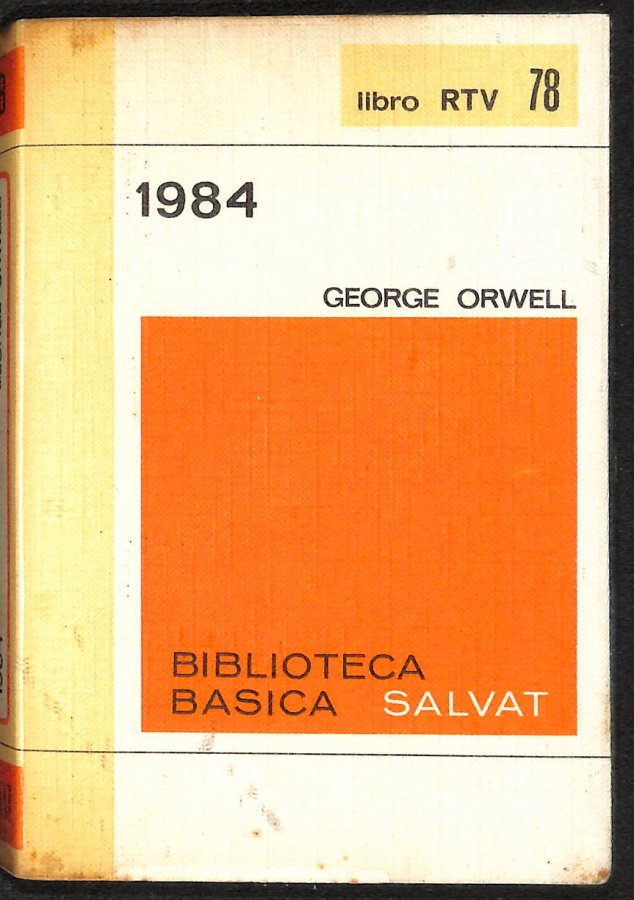 libro RTV 78
1984
GEORGE ORWELL
BIBLIOTECA
BASICA SALVAT